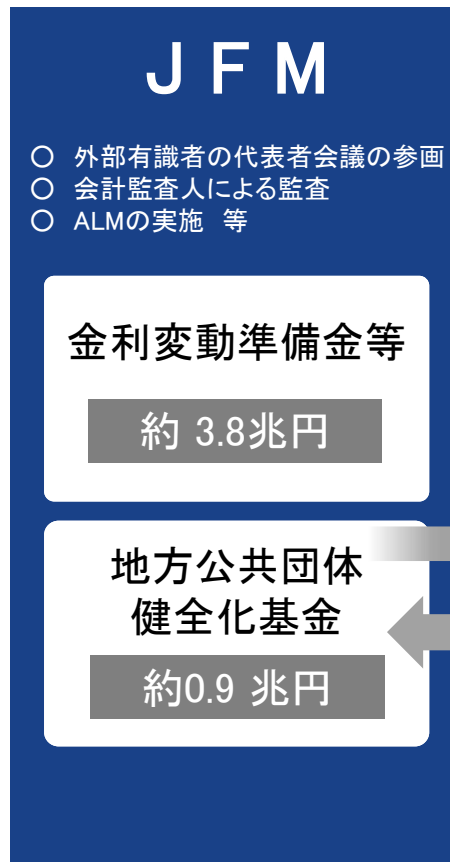 JFM
○ 外部有識者の代表者会議の参画
○ 会計監査人による監査
○ ALMの実施 等
金利変動準備金等
約 3.8兆円
地方公共団体
健全化基金
約0.9 兆円